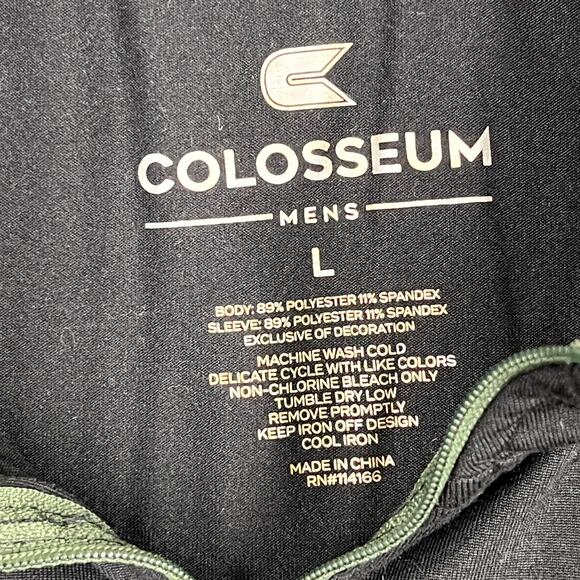 COLOSSEUM
MENS
L
BODY: 89% POLYESTER 11% SPANDEX
SLEEVE: 89% POLYESTER 11% SPANDEX
EXCLUSIVE OF DECORATION
MACHINE WASH COLD
DELICATE CYCLE WITH LIKE COLORS
NON-CHLORINE BLEACH ONLY
TUMBLE DRY LOW
REMOVE PROMPTLY
KEEP IRON OFF DESIGN
COOL IRON
MADE IN CHINA
RN#114166